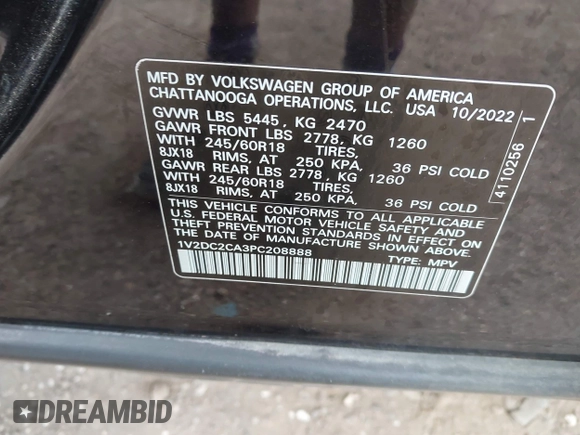 MFD BY VOLKSWAGEN GROUP OF AMERICA
CHATTANOOGA OPERATIONS, LLC. USA 10/2022
GVWR LBS 5445, KG 2470
GAWR FRONT LBS 2778, KG 1260
WITH 245/60R18 TIRES,
8JX18 RIMS, AT 250 KPA, 36 PSI COLD
GAWR REAR LBS 2778, KG 1260
WITH 245/60R18 TIRES,
8JX18 RIMS, AT 250 KPA, 36 PSI COLD
THIS VEHICLE CONFORMS TO ALL APPLICABLE
U.S. FEDERAL MOTOR VEHICLE SAFETY AND
THEFT PREVENTION STANDARDS IN EFFECT ON
THE DATE OF MANUFACTURE SHOWN ABOVE.
1V2DC2CA3PC208888
TYPE: MPV
4110256 1
DREAMBID